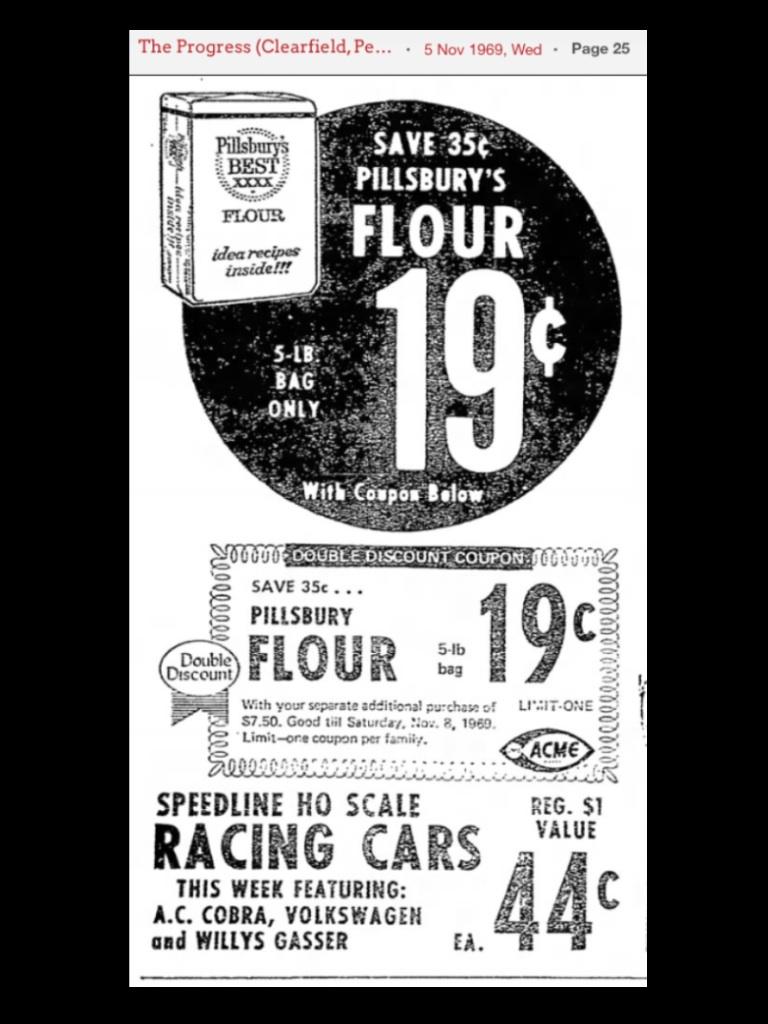 The Progress (Clearfield, Pe... · 5 Nov 1969, Wed · Page 25
Pillsbury's
BEST
XXXX
FLOUR
idea recipes
inside!!!
SAVE 35¢
PILLSBURY'S
FLOUR
19¢
5-LB.
BAG
ONLY
With Coupon Below
DOUBLE DISCOUNT COUPON
SAVE 35c...
PILLSBURY
FLOUR
5-lb
bag
19c
Double
Discount
With your separate additional purchase of
$7.50. Good till Saturday, Nov. 8, 1969.
Limit—one coupon per family.
LIMIT-ONE
ACME
SPEEDLINE HO SCALE
RACING CARS
THIS WEEK FEATURING:
A.C. COBRA, VOLKSWAGEN
and WILLYS GASSER
REG. $1
VALUE
EA. 44c